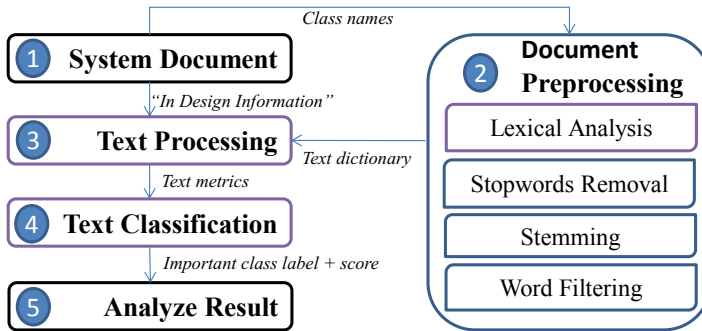 Class names
1 System Document
2 Document
Preprocessing
"In Design Information"
Lexical Analysis
3 Text Processing
Text dictionary
Text metrics
Stopwords Removal
4 Text Classification
Stemming
Important class label + score
Word Filtering
5 Analyze Result